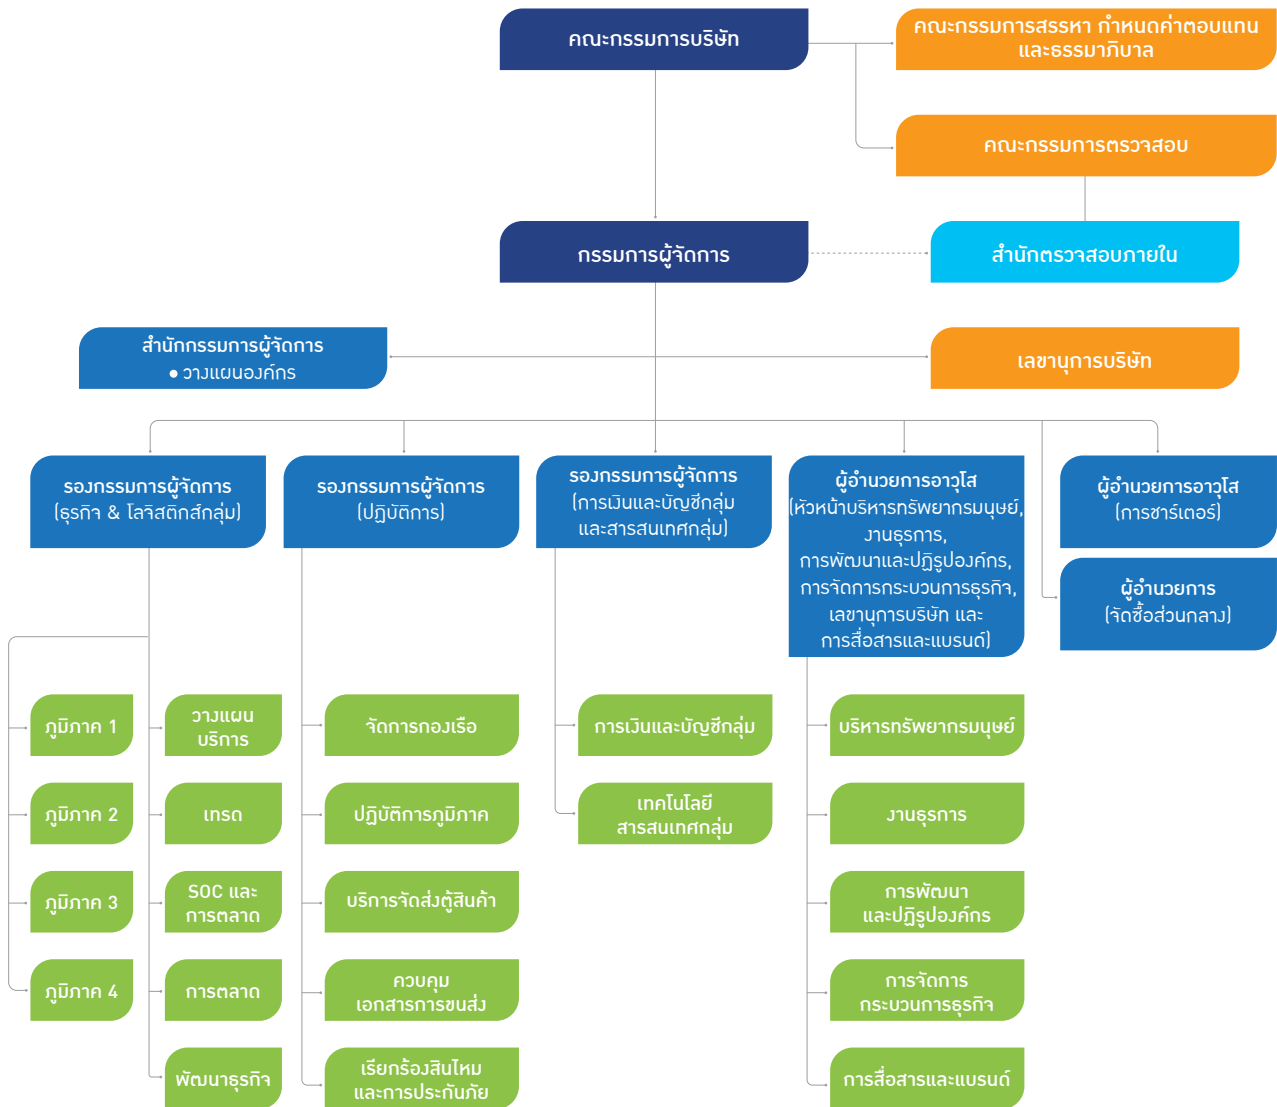 คณะกรรมการบริษัท
คณะกรรมการสรรหา กำหนดค่าตอบแทน
และธรรมาภิบาล
คณะกรรมการตรวจสอบ
กรรมการผู้จัดการ
สำนักตรวจสอบภายใน
สำนักกรรมการผู้จัดการ
• วางแผนองค์กร
เลขานุการบริษัท
รองกรรมการผู้จัดการ
(ธุรกิจ & โลจิสติกส์กลุ่ม)
รองกรรมการผู้จัดการ
(ปฏิบัติการ)
รองกรรมการผู้จัดการ
(การเงินและบัญชีกลุ่ม
และสารสนเทศกลุ่ม)
ผู้อำนวยการอาวุโส
(หัวหน้าบริหารทรัพยากรมนุษย์,
งานธุรการ,
การพัฒนาและปฏิรูปองค์กร,
การจัดการกระบวนการธุรกิจ,
เลขานุการบริษัท และ
การสื่อสารและแบรนด์)
ผู้อำนวยการอาวุโส
(การชาร์เตอร์)
ผู้อำนวยการ
(จัดซื้อส่วนกลาง)
ภูมิภาค 1
ภูมิภาค 2
ภูมิภาค 3
ภูมิภาค 4
วางแผน
บริการ
เทรด
SOC และ
การตลาด
การตลาด
พัฒนาธุรกิจ
จัดการกองเรือ
ปฏิบัติการภูมิภาค
บริการจัดส่งตู้สินค้า
ควบคุม
เอกสารการขนส่ง
เรียกร้องสินไหม
และการประกันภัย
การเงินและบัญชีกลุ่ม
เทคโนโลยี
สารสนเทศกลุ่ม
บริหารทรัพยากรมนุษย์
งานธุรการ
การพัฒนา
และปฏิรูปองค์กร
การจัดการ
กระบวนการธุรกิจ
การสื่อสารและแบรนด์